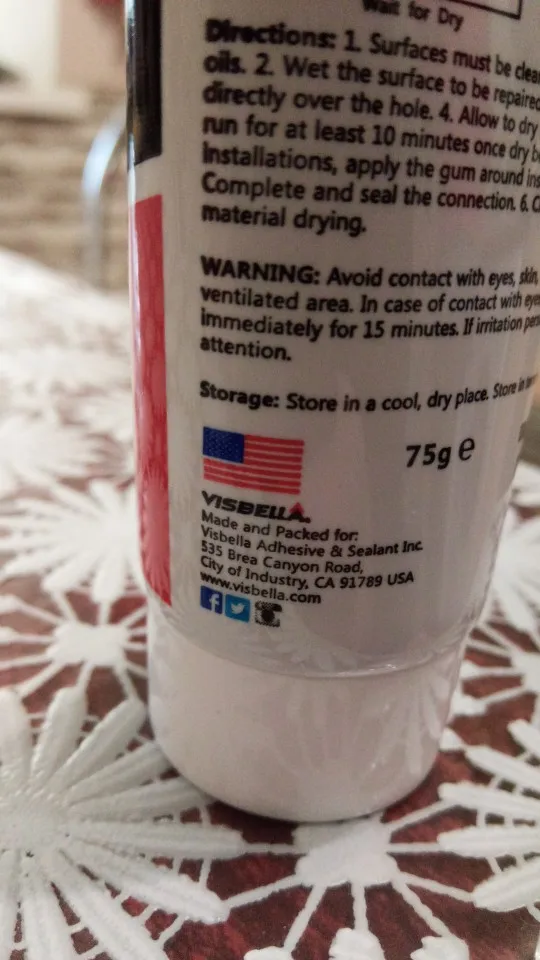 Wait for Dry
Directions: 1. Surfaces must be
oils. 2. Wet the surface to be repaired
directly over the hole. 4. Allow to dry
run for at least 10 minutes once dry
Installations, apply the gum around
Complete and seal the connection. 6.
material drying.
WARNING: Avoid contact with eyes, skin,
ventilated area. In case of contact with
immediately for 15 minutes. If irritation
attention.
Storage: Store in a cool, dry place. Store in
75g e
VISBELLA
Made and Packed for:
Visbella Adhesive & Sealant Inc.
535 Brea Canyon Road,
City of Industry, CA 91789 USA
www.visbella.com